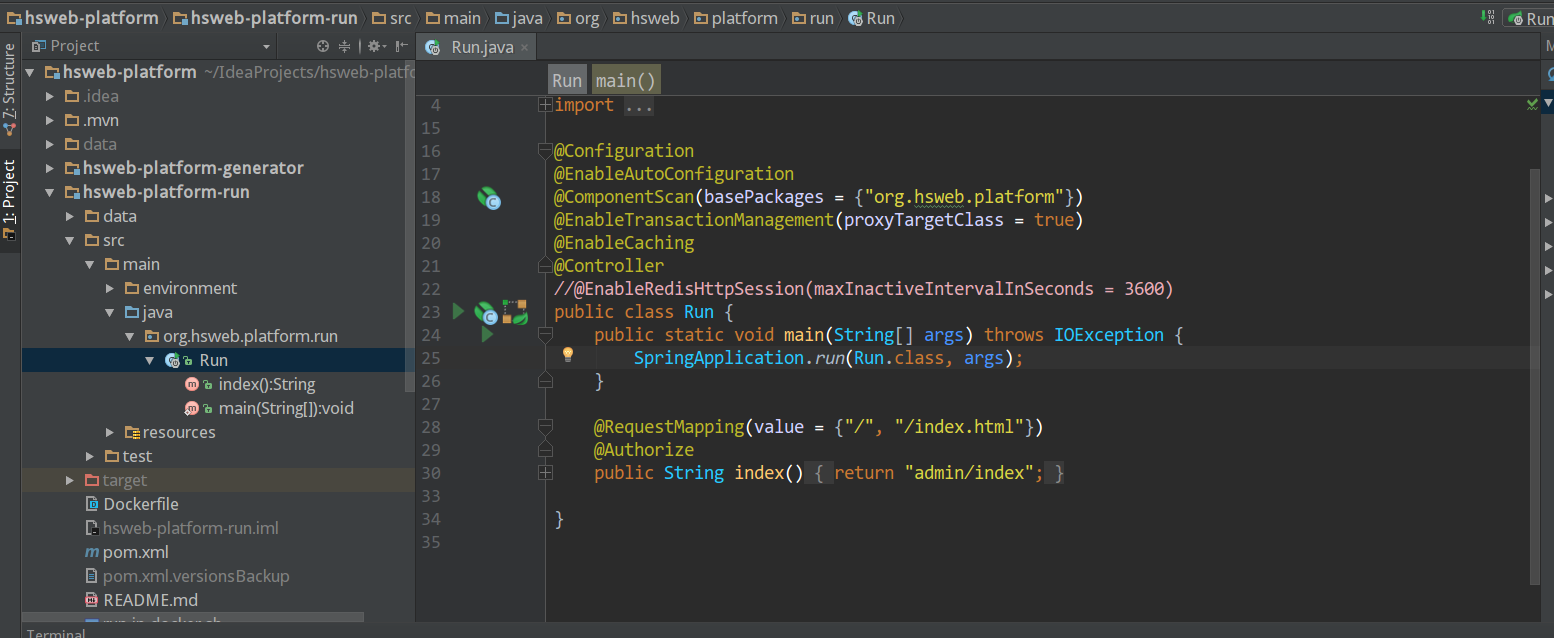 hsweb-platform hsweb-platform-run src main java org hsweb platform run Run
Run
Project
Run.java
Z: Structure
1: Project
hsweb-platform ~/IdeaProjects/hsweb-platfo
.idea
.mvn
data
hsweb-platform-generator
hsweb-platform-run
data
src
main
environment
java
org.hsweb.platform.run
Run
index():String
main(String[]):void
resources
test
target
Dockerfile
hsweb-platform-run.iml
pom.xml
pom.xml.versionsBackup
README.md
Terminal
Run main()
4 import ...
15
16 @Configuration
17 @EnableAutoConfiguration
18 @ComponentScan(basePackages = {"org.hsweb.platform"})
19 @EnableTransactionManagement(proxyTargetClass = true)
20 @EnableCaching
21 @Controller
22 //@EnableRedisHttpSession(maxInactiveIntervalInSeconds = 3600)
23 public class Run {
24 public static void main(String[] args) throws IOException {
25 SpringApplication.run(Run.class, args);
26 }
27
28 @RequestMapping(value = {"/", "/index.html"})
29 @Authorize
30 public String index() { return "admin/index"; }
33
34 }
35